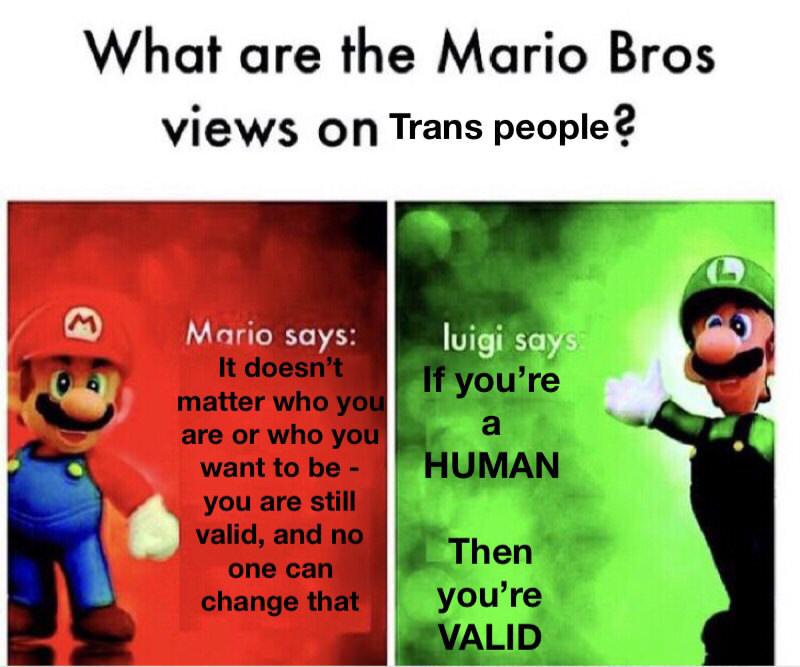 What are the Mario Bros
views on Trans people?
M
Mario says:
It doesn't
matter who you
are or who you
want to be -
you are still
valid, and no
one can
change that
L
luigi says:
If you're
a
HUMAN
Then
you're
VALID